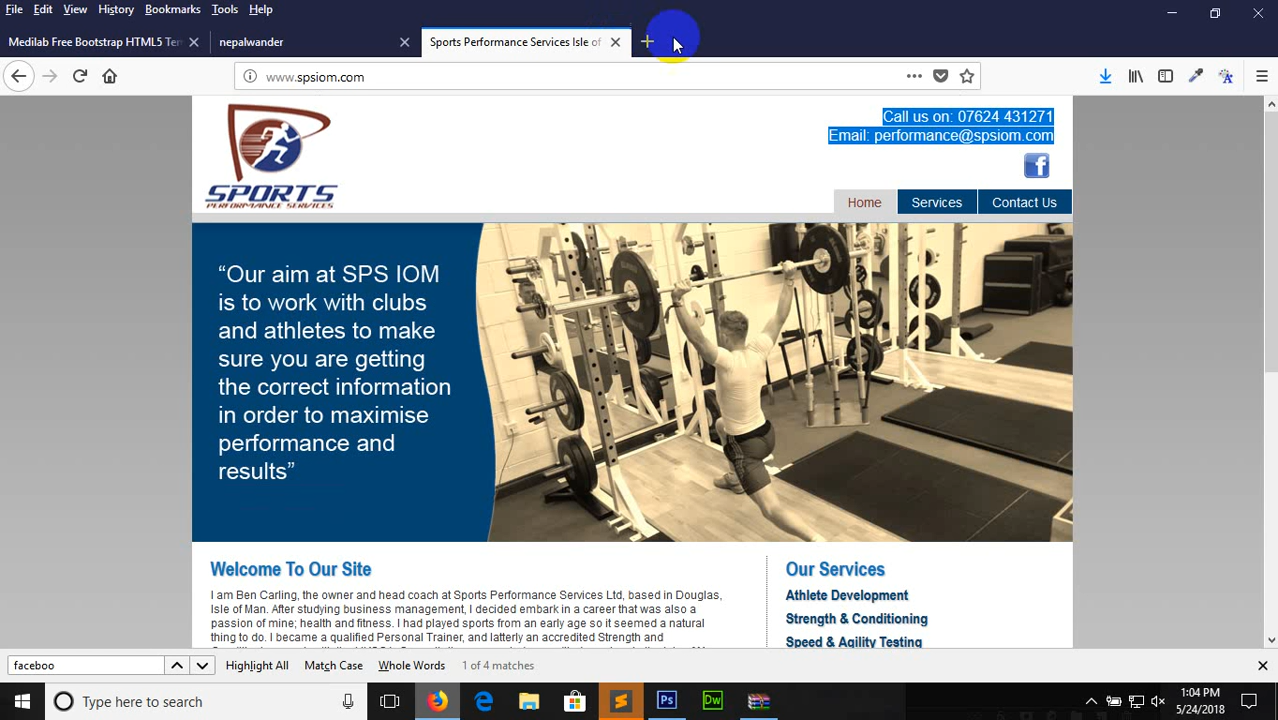 File Edit View History Bookmarks Tools Help
Medilab Free Bootstrap HTML5 Tem
nepalwander
Sports Performance Services Isle of
www.spsiom.com
SPORTS
PERFORMANCE SERVICES
Call us on: 07624 431271
Email: performance@spsiom.com
f
Home Services Contact Us
“Our aim at SPS IOM
is to work with clubs
and athletes to make
sure you are getting
the correct information
in order to maximise
performance and
results”
Welcome To Our Site
I am Ben Carling, the owner and head coach at Sports Performance Services Ltd, based in Douglas,
Isle of Man. After studying business management, I decided embark in a career that was also a
passion of mine; health and fitness. I had played sports from an early age so it seemed a natural
thing to do. I became a qualified Personal Trainer, and latterly an accredited Strength and
Our Services
Athlete Development
Strength & Conditioning
Speed & Agility Testing
faceboo
Highlight All Match Case Whole Words 1 of 4 matches
Type here to search
Ps
Dw
1:04 PM
5/24/2018